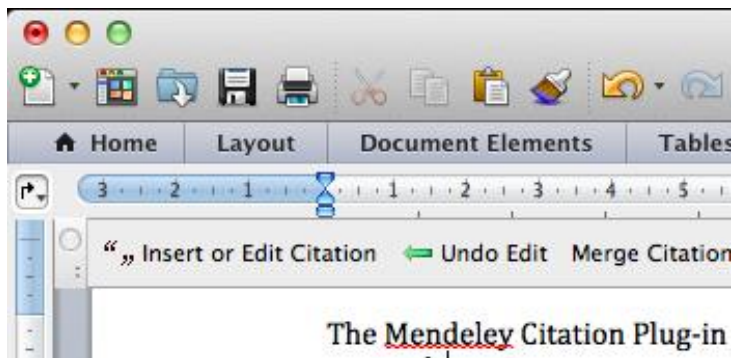 Home Layout Document Elements Tables
3 2 1 1 2 3 4 5
“ „ Insert or Edit Citation Undo Edit Merge Citation
The Mendeley Citation Plug-in